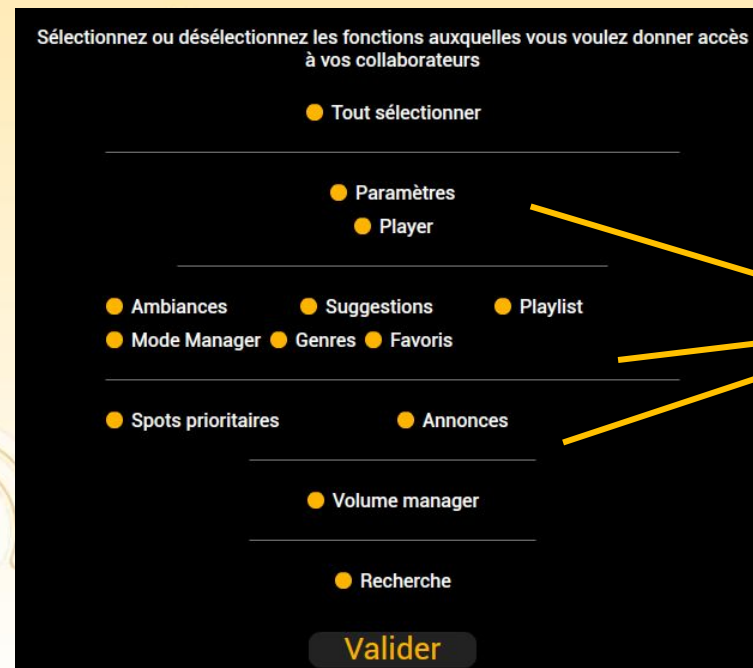 Sélectionnez ou désélectionnez les fonctions auxquelles vous voulez donner accès
à vos collaborateurs
Tout sélectionner
Paramètres
Player
Ambiances Suggestions Playlist
Mode Manager Genres Favoris
Spots prioritaires Annonces
Volume manager
Recherche
Valider